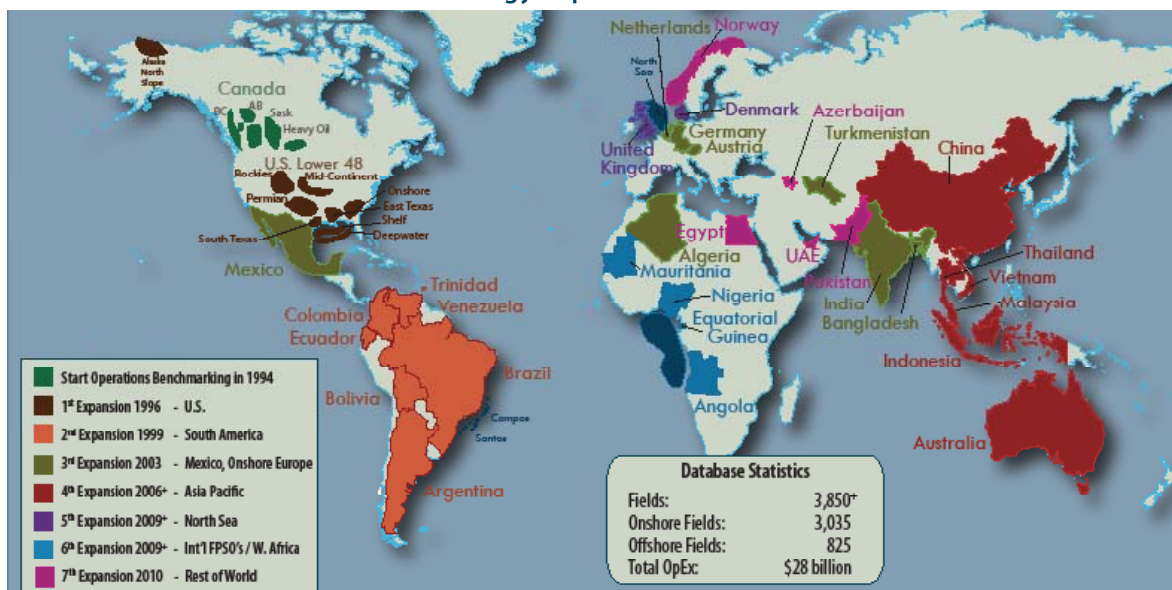 Alaska
North
Slope
Canada
BC
AB
Sask
Heavy Oil
U.S. Lower 48
Rockies
Mid-Continent
Permian
Onshore
East Texas
Shelf
Deepwater
South Texas
Mexico
Trinidad
Venezuela
Colombia
Ecuador
Brazil
Bolivia
Campos
Santos
Argentina
Netherlands
Norway
North
Sea
Denmark
Germany
Austria
United
Kingdom
Azerbaijan
Turkmenistan
China
Egypt
Algeria
UAE
Pakistan
India
Bangladesh
Mauritania
Nigeria
Equatorial
Guinea
Angola
Thailand
Vietnam
Malaysia
Indonesia
Australia
Start Operations Benchmarking in 1994
1st Expansion 1996 - U.S.
2nd Expansion 1999 - South America
3rd Expansion 2003 - Mexico, Onshore Europe
4th Expansion 2006+ - Asia Pacific
5th Expansion 2009+ - North Sea
6th Expansion 2009+ - Int'l FPSO's / W. Africa
7th Expansion 2010 - Rest of World
Database Statistics
Fields: 3,850+
Onshore Fields: 3,035
Offshore Fields: 825
Total OpEx: $28 billion